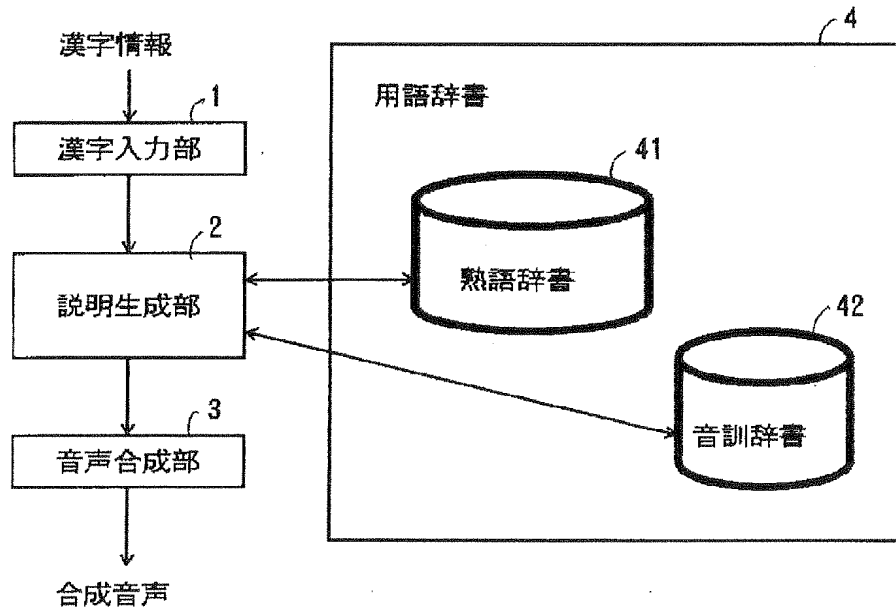 漢字情報
1
漢字入力部
2
説明生成部
3
音声合成部
合成音声
4
用語辞書
41
熟語辞書
42
音訓辞書